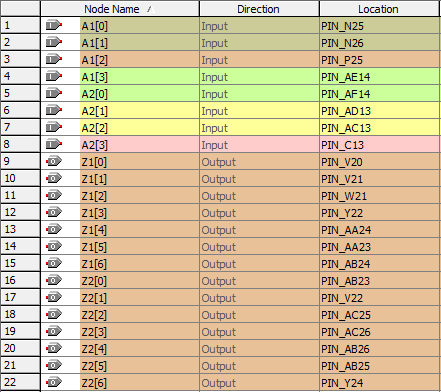 Node Name Direction Location
1 A1[0] Input PIN_N25
2 A1[1] Input PIN_N26
3 A1[2] Input PIN_P25
4 A1[3] Input PIN_AE14
5 A2[0] Input PIN_AF14
6 A2[1] Input PIN_AD13
7 A2[2] Input PIN_AC13
8 A2[3] Input PIN_C13
9 Z1[0] Output PIN_V20
10 Z1[1] Output PIN_V21
11 Z1[2] Output PIN_W21
12 Z1[3] Output PIN_Y22
13 Z1[4] Output PIN_AA24
14 Z1[5] Output PIN_AA23
15 Z1[6] Output PIN_AB24
16 Z2[0] Output PIN_AB23
17 Z2[1] Output PIN_V22
18 Z2[2] Output PIN_AC25
19 Z2[3] Output PIN_AC26
20 Z2[4] Output PIN_AB26
21 Z2[5] Output PIN_AB25
22 Z2[6] Output PIN_Y24